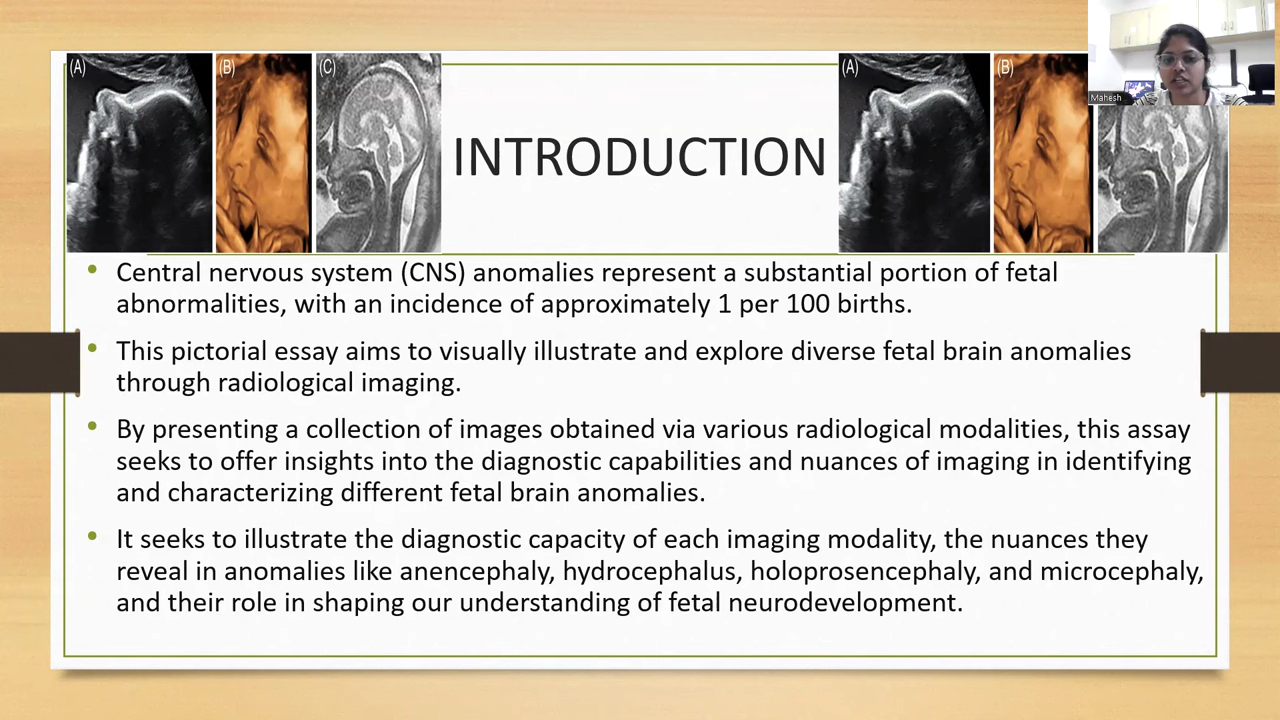 (A) (B) (C) (A) (B)
Mahesh
INTRODUCTION
• Central nervous system (CNS) anomalies represent a substantial portion of fetal
abnormalities, with an incidence of approximately 1 per 100 births.
• This pictorial essay aims to visually illustrate and explore diverse fetal brain anomalies
through radiological imaging.
• By presenting a collection of images obtained via various radiological modalities, this assay
seeks to offer insights into the diagnostic capabilities and nuances of imaging in identifying
and characterizing different fetal brain anomalies.
• It seeks to illustrate the diagnostic capacity of each imaging modality, the nuances they
reveal in anomalies like anencephaly, hydrocephalus, holoprosencephaly, and microcephaly,
and their role in shaping our understanding of fetal neurodevelopment.